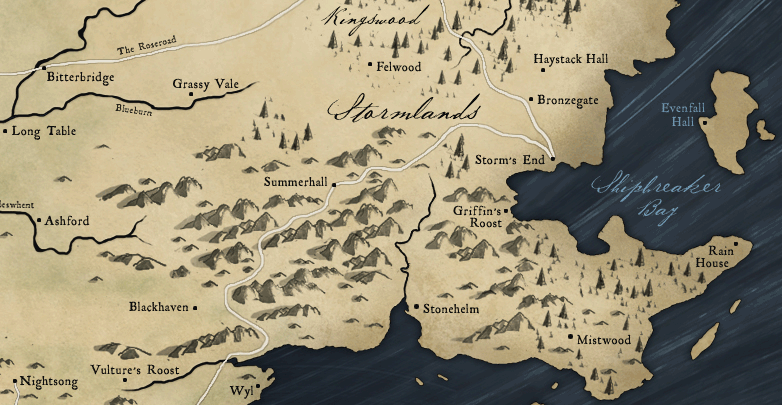 Kingswood
The Roseroad
Haystack Hall
Felwood
Bitterbridge
Grassy Vale
Bronzegate
Stormlands
Blueburn
Evenfall
Hall
Long Table
Storm's End
Summerhall
Shipbreaker
Bay
eswhent
Griffin's
Roost
Ashford
Rain
House
Blackhaven
Stonehelm
Mistwood
Vulture's Roost
Nightsong
Wyl